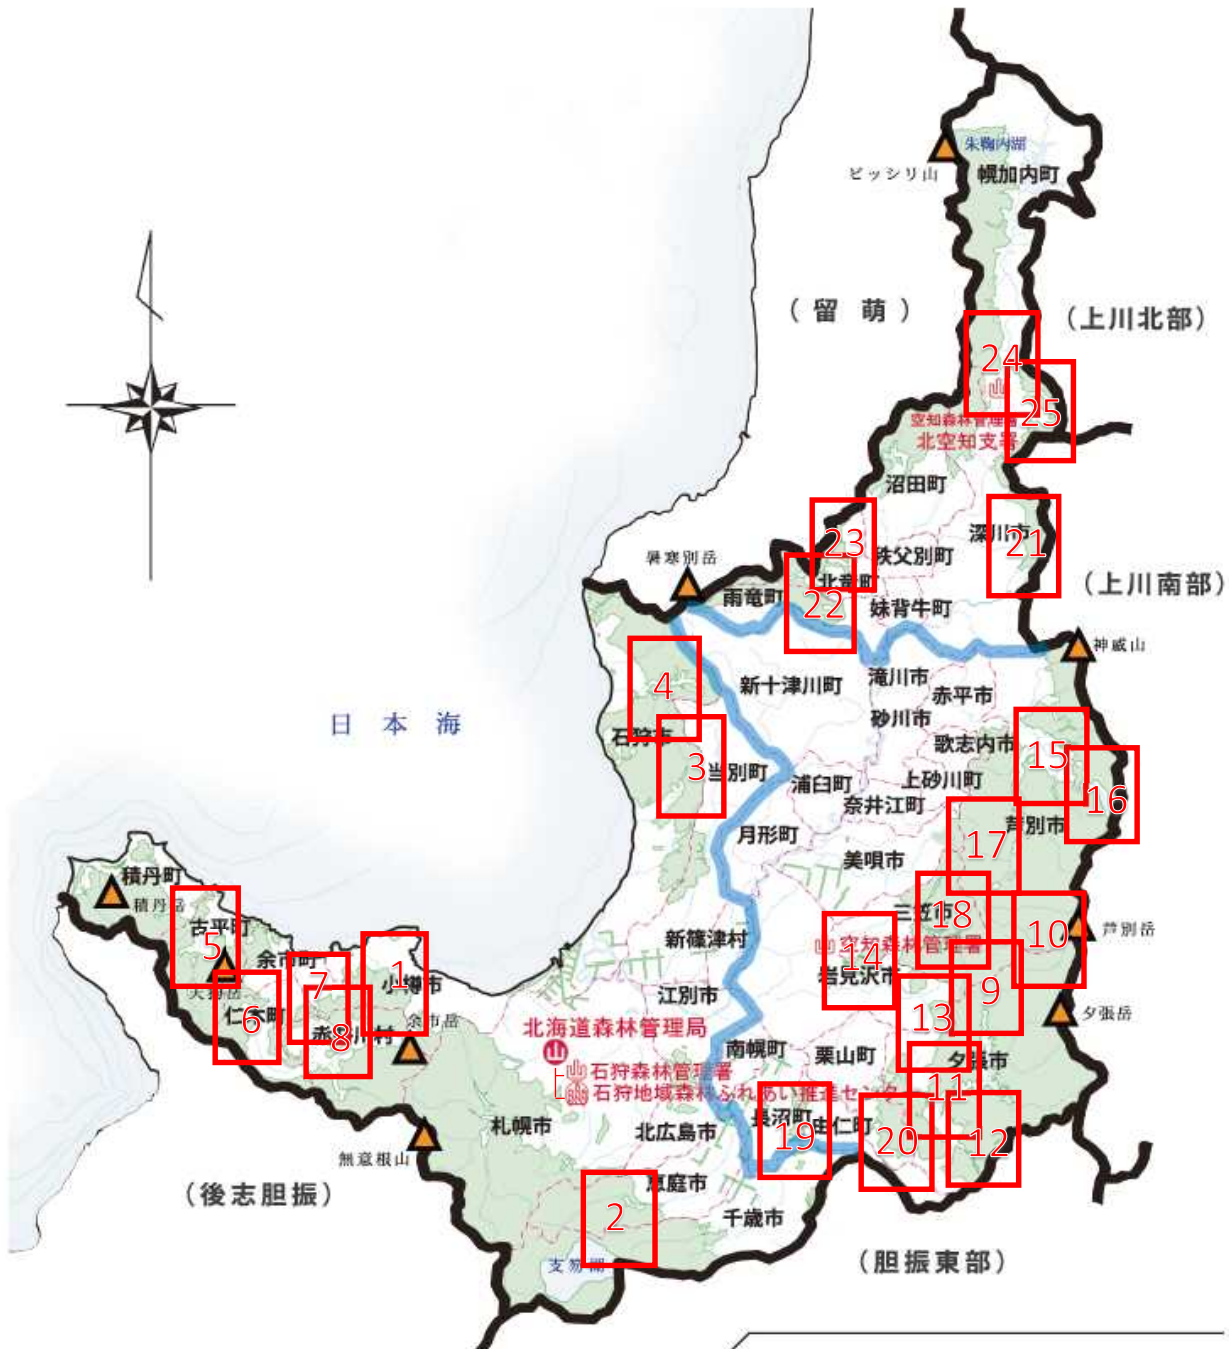 朱鞠内湖
ピッシリ山
幌加内町
（留　萌）
（上川北部）
24
25
空知森林管理署
北空知支署
沼田町
深川市
21
23
秩父別町
暑寒別岳
北竜町
雨竜町
22
妹背牛町
（上川南部）
神威山
4
新十津川町
滝川市
赤平市
砂川市
日　本　海
石狩市
歌志内市
15
3
当別町
浦臼町
上砂川町
奈井江町
16
月形町
芦別市
17
美唄市
積丹町
積丹岳
古平町
5
三笠市
18
10
芦別岳
新篠津村
空知森林管理署
14
岩見沢市
余市町
7
1
小樽市
9
天狗岳
江別市
6
仁木町
8
赤井川村
余市岳
13
夕張岳
北海道森林管理局
南幌町
栗山町
夕張市
石狩森林管理署
石狩地域森林ふれあい推進センター
11
長沼町
由仁町
19
20
12
札幌市
北広島市
無意根山
恵庭市
（後志胆振）
2
千歳市
支笏湖
（胆振東部）